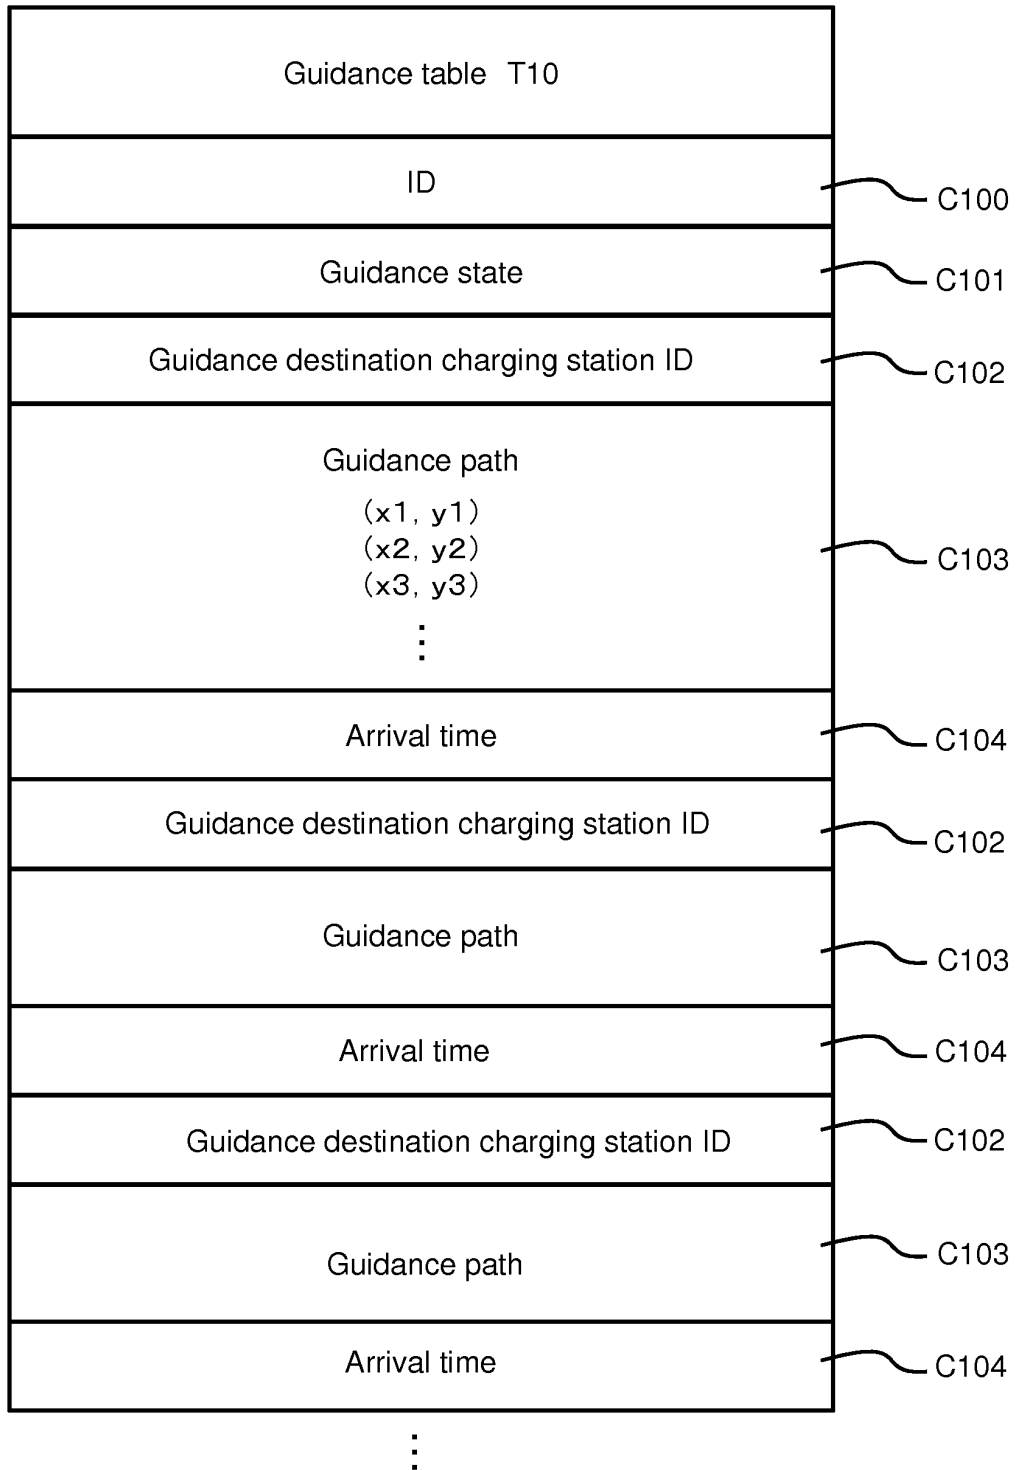 Guidance table T10
ID
C100
Guidance state
C101
Guidance destination charging station ID
C102
Guidance path
(x1, y1)
(x2, y2)
(x3, y3)
⋮
C103
Arrival time
C104
Guidance destination charging station ID
C102
Guidance path
C103
Arrival time
C104
Guidance destination charging station ID
C102
Guidance path
C103
Arrival time
C104
⋮